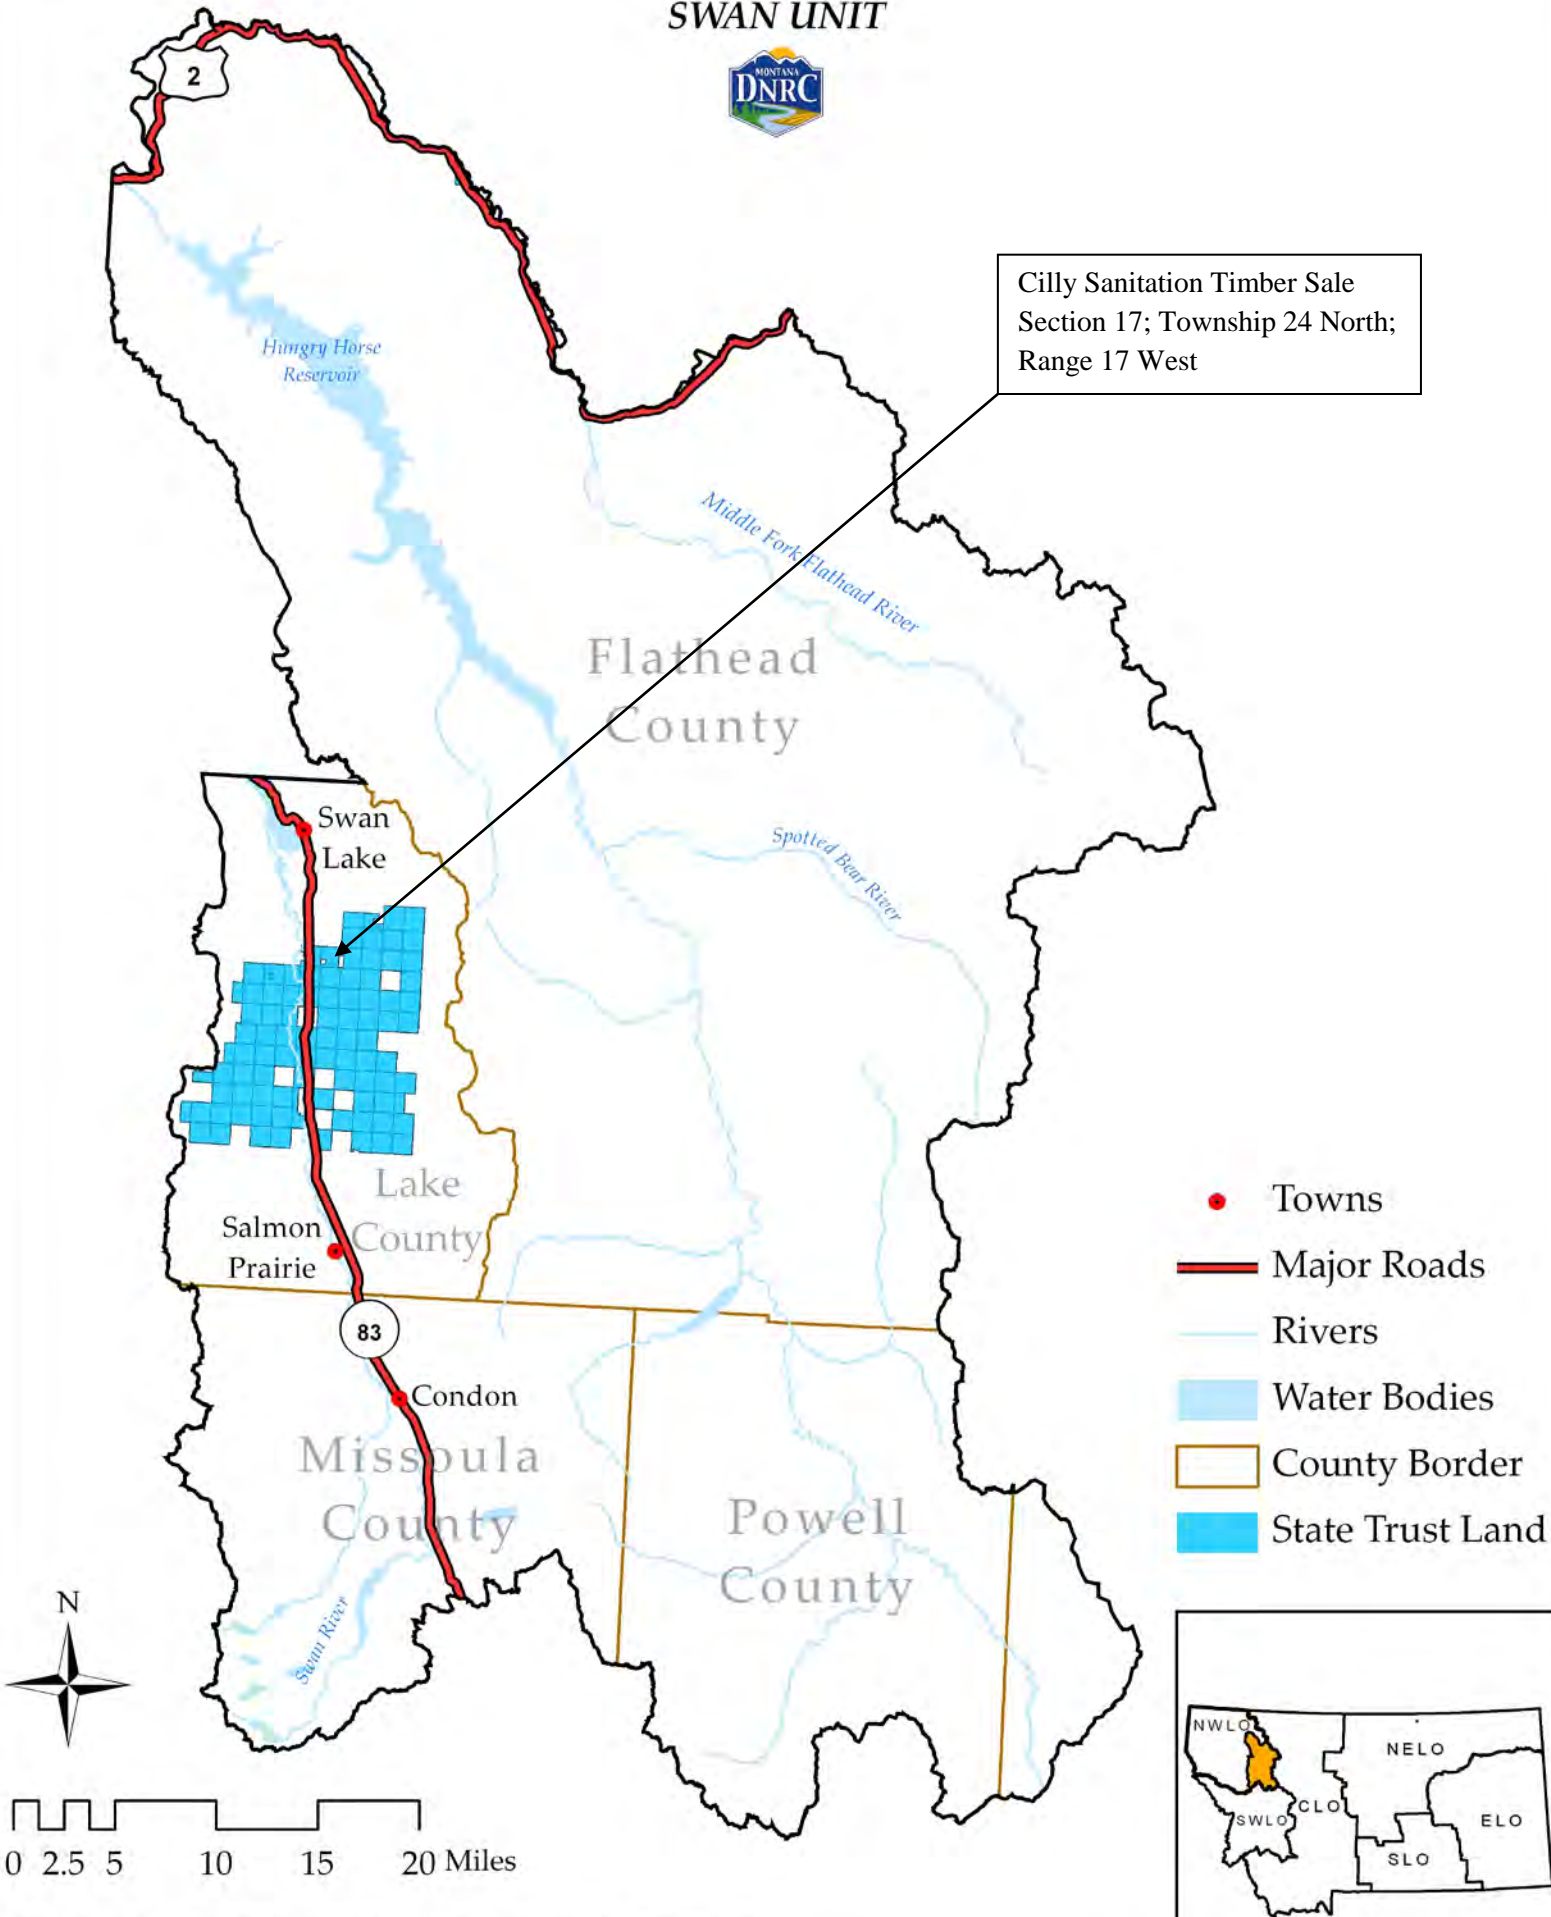 SWAN UNIT
MONTANA
DNRC
2
Cilly Sanitation Timber Sale
Section 17; Township 24 North;
Range 17 West
Hungry Horse
Reservoir
Middle Fork Flathead River
Flathead
County
Swan
Lake
Spotted Bear River
Lake
County
Salmon
Prairie
83
Condon
Missoula
County
Powell
County
Swan River
Towns
Major Roads
Rivers
Water Bodies
County Border
State Trust Land
N
0 2.5 5 10 15 20 Miles
NWLO
NELO
CLO
SWLO
ELO
SLO